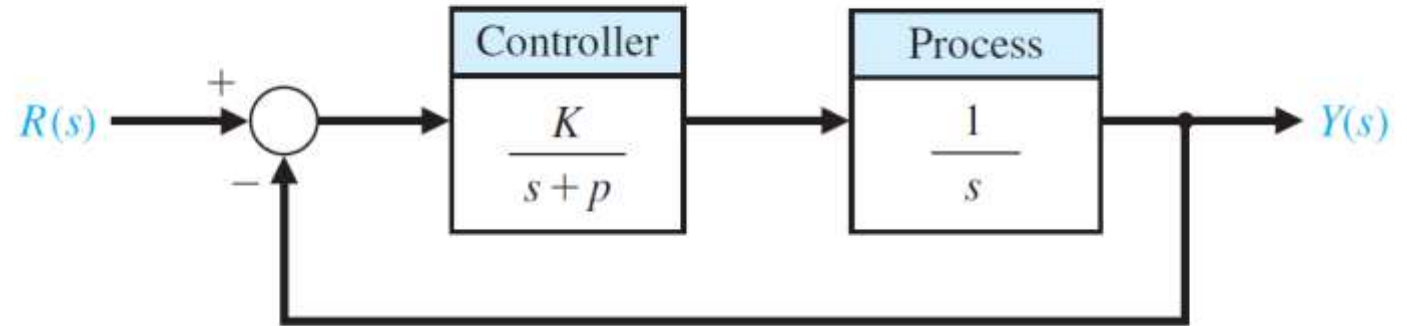 Controller
Process
R(s)
+
−
K
s + p
1
s
Y(s)